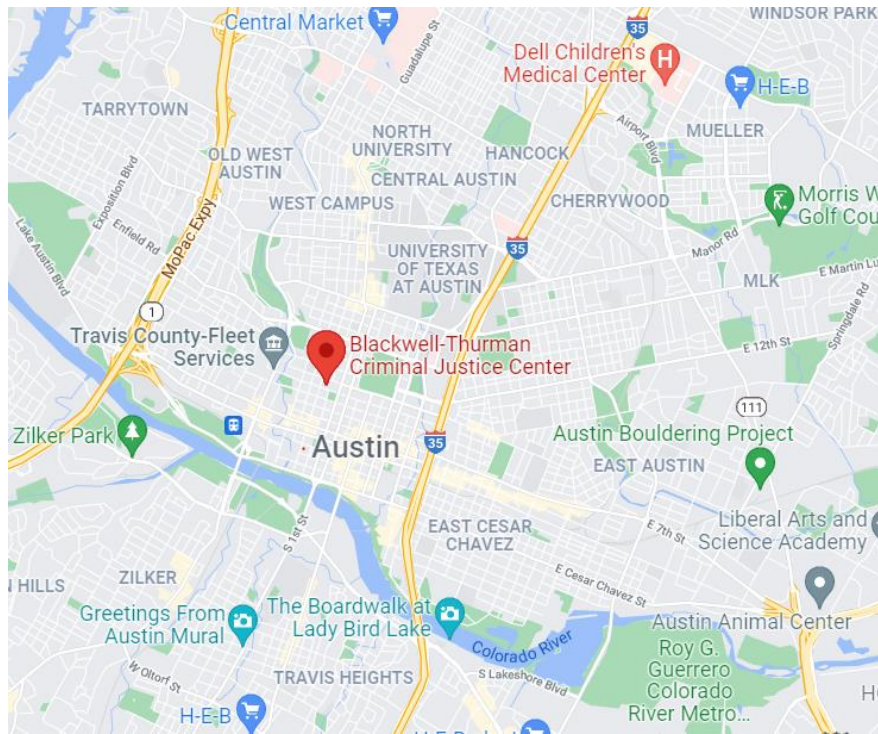 WINDSOR PARK
Central Market
Guadalupe St
35
Dell Children's
Medical Center
H
H-E-B
TARRYTOWN
Airport Blvd
MUELLER
NORTH
UNIVERSITY
HANCOCK
OLD WEST
AUSTIN
CENTRAL AUSTIN
Exposition Blvd
WEST CAMPUS
CHERRYWOOD
Morris W
Golf Cou
MoPac Expy
Enfield Rd
Lake Austin Blvd
UNIVERSITY
OF TEXAS
AT AUSTIN
35
Manor Rd
E Martin Lu
MLK
Springdale Rd
1
Travis County-Fleet
Services
Blackwell-Thurman
Criminal Justice Center
E 12th St
111
Zilker Park
Austin
35
Austin Bouldering Project
EAST AUSTIN
S 1st St
EAST CESAR
CHAVEZ
E 7th St
Liberal Arts and
Science Academy
N HILLS
ZILKER
E Cesar Chavez St
Greetings From
Austin Mural
The Boardwalk at
Lady Bird Lake
Austin Animal Center
Colorado River
Roy G.
Guerrero
Colorado
River Metro...
W Oltorf St
TRAVIS HEIGHTS
S Lakeshore Blvd
H-E-B